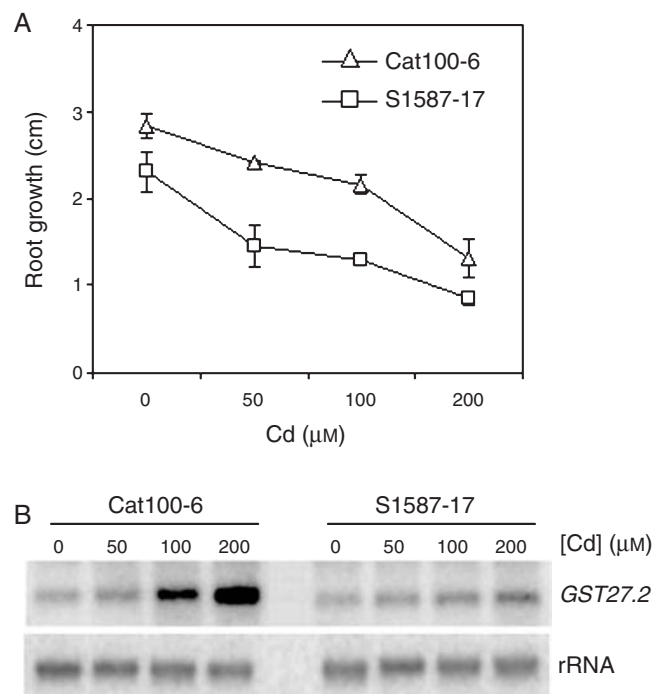 A
4
3
2
1
0
Root growth (cm)
Cat100-6
S1587-17
0 50 100 200
Cd (μM)
B
Cat100-6 S1587-17
0 50 100 200 0 50 100 200 [Cd] (μM)
GST27.2
rRNA